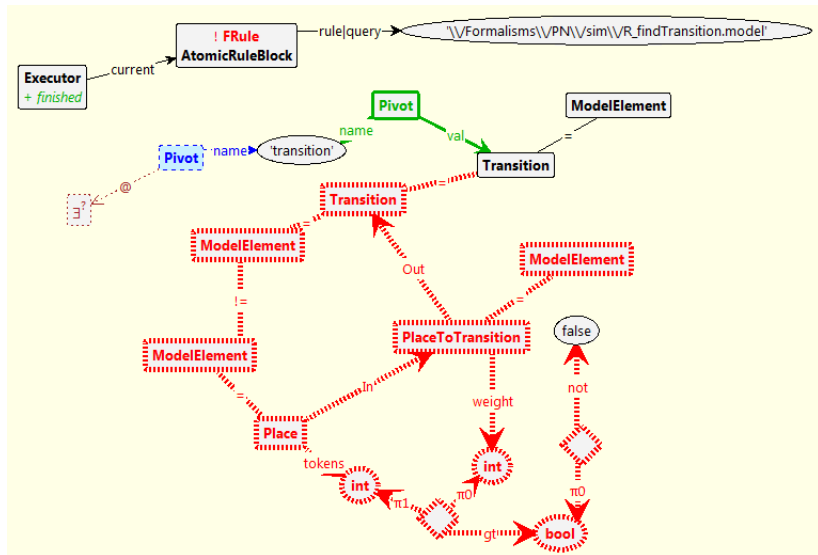 ! FRule
AtomicRuleBlock
rule|query
'\\/Formalisms\\/PN\\/sim\\/R_findTransition.model'
Executor
+ finished
current
Pivot
ModelElement
name
val
=
Pivot
name
'transition'
Transition
@
=
∃?
Transition
=
ModelElement
Out
ModelElement
!=
=
false
PlaceToTransition
ModelElement
not
In
=
weight
Place
tokens
int
int
π1
π0
π0
gt
bool